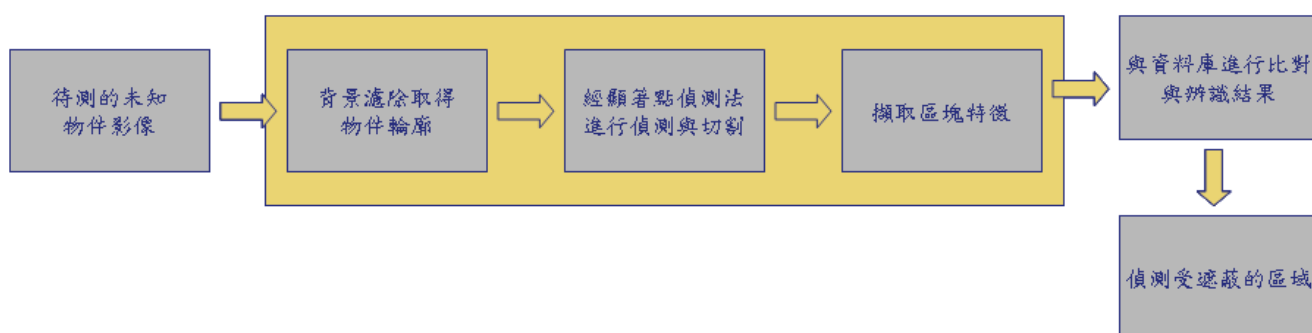 待測的未知
物件影像
背景濾除取得
物件輪廓
經顯著點偵測法
進行偵測與切割
擷取區塊特徵
與資料庫進行比對
與辨識結果
偵測受遮蔽的區域